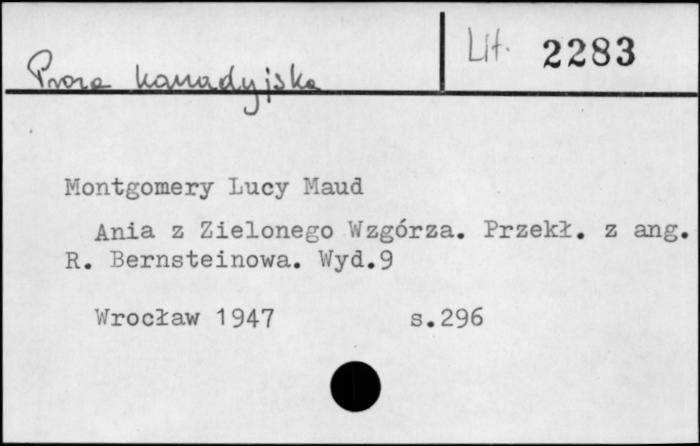 Lit. 2283
Proza kanadyjska
Montgomery Lucy Maud
Ania z Zielonego Wzgórza. Przekł. z ang.
R. Bernsteinowa. Wyd.9
Wrocław 1947 s.296